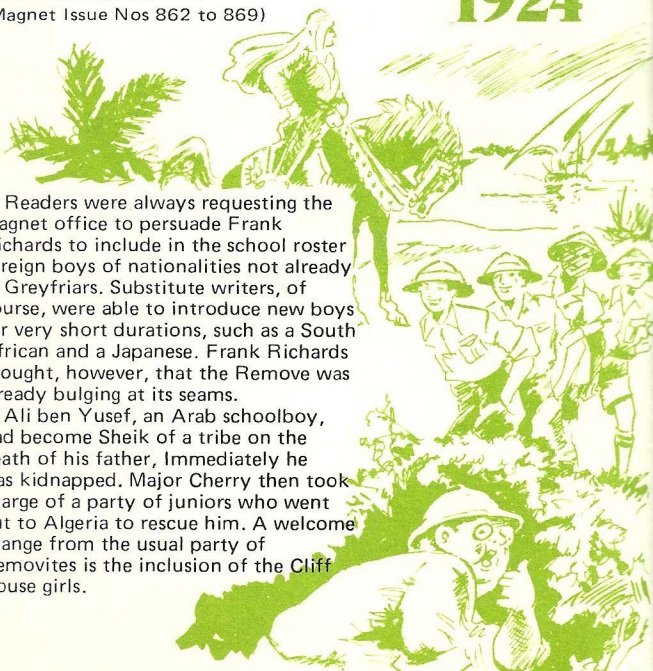 1924
Magnet Issue Nos 862 to 869)
Readers were always requesting the
agnet office to persuade Frank
ichards to include in the school roster
reign boys of nationalities not already
Greyfriars. Substitute writers, of
ourse, were able to introduce new boys
r very short durations, such as a South
frican and a Japanese. Frank Richards
ought, however, that the Remove was
ready bulging at its seams.
Ali ben Yusef, an Arab schoolboy,
ad become Sheik of a tribe on the
eath of his father, Immediately he
as kidnapped. Major Cherry then took
arge of a party of juniors who went
ut to Algeria to rescue him. A welcome
ange from the usual party of
emovites is the inclusion of the Cliff
ouse girls.